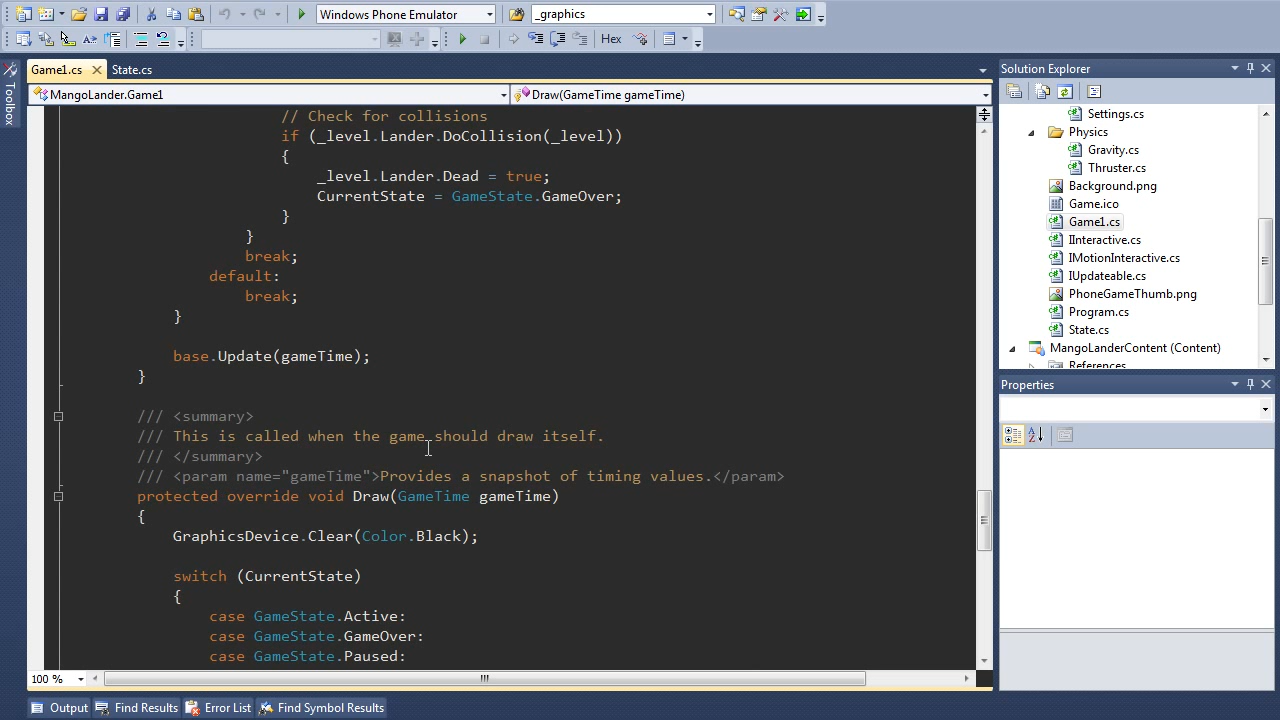 Windows Phone Emulator
_graphics
Hex
Game1.cs
State.cs
MangoLander.Game1
Draw(GameTime gameTime)
Toolbox
// Check for collisions
if (_level.Lander.DoCollision(_level))
{
_level.Lander.Dead = true;
CurrentState = GameState.GameOver;
}
}
break;
default:
break;
}
base.Update(gameTime);
}
/// <summary>
/// This is called when the game should draw itself.
/// </summary>
/// <param name="gameTime">Provides a snapshot of timing values.</param>
protected override void Draw(GameTime gameTime)
{
GraphicsDevice.Clear(Color.Black);
switch (CurrentState)
{
case GameState.Active:
case GameState.GameOver:
case GameState.Paused:
100 %
Solution Explorer
Settings.cs
Physics
Gravity.cs
Thruster.cs
Background.png
Game.ico
Game1.cs
IInteractive.cs
IMotionInteractive.cs
IUpdateable.cs
PhoneGameThumb.png
Program.cs
State.cs
MangoLanderContent (Content)
References
Properties
Output
Find Results
Error List
Find Symbol Results